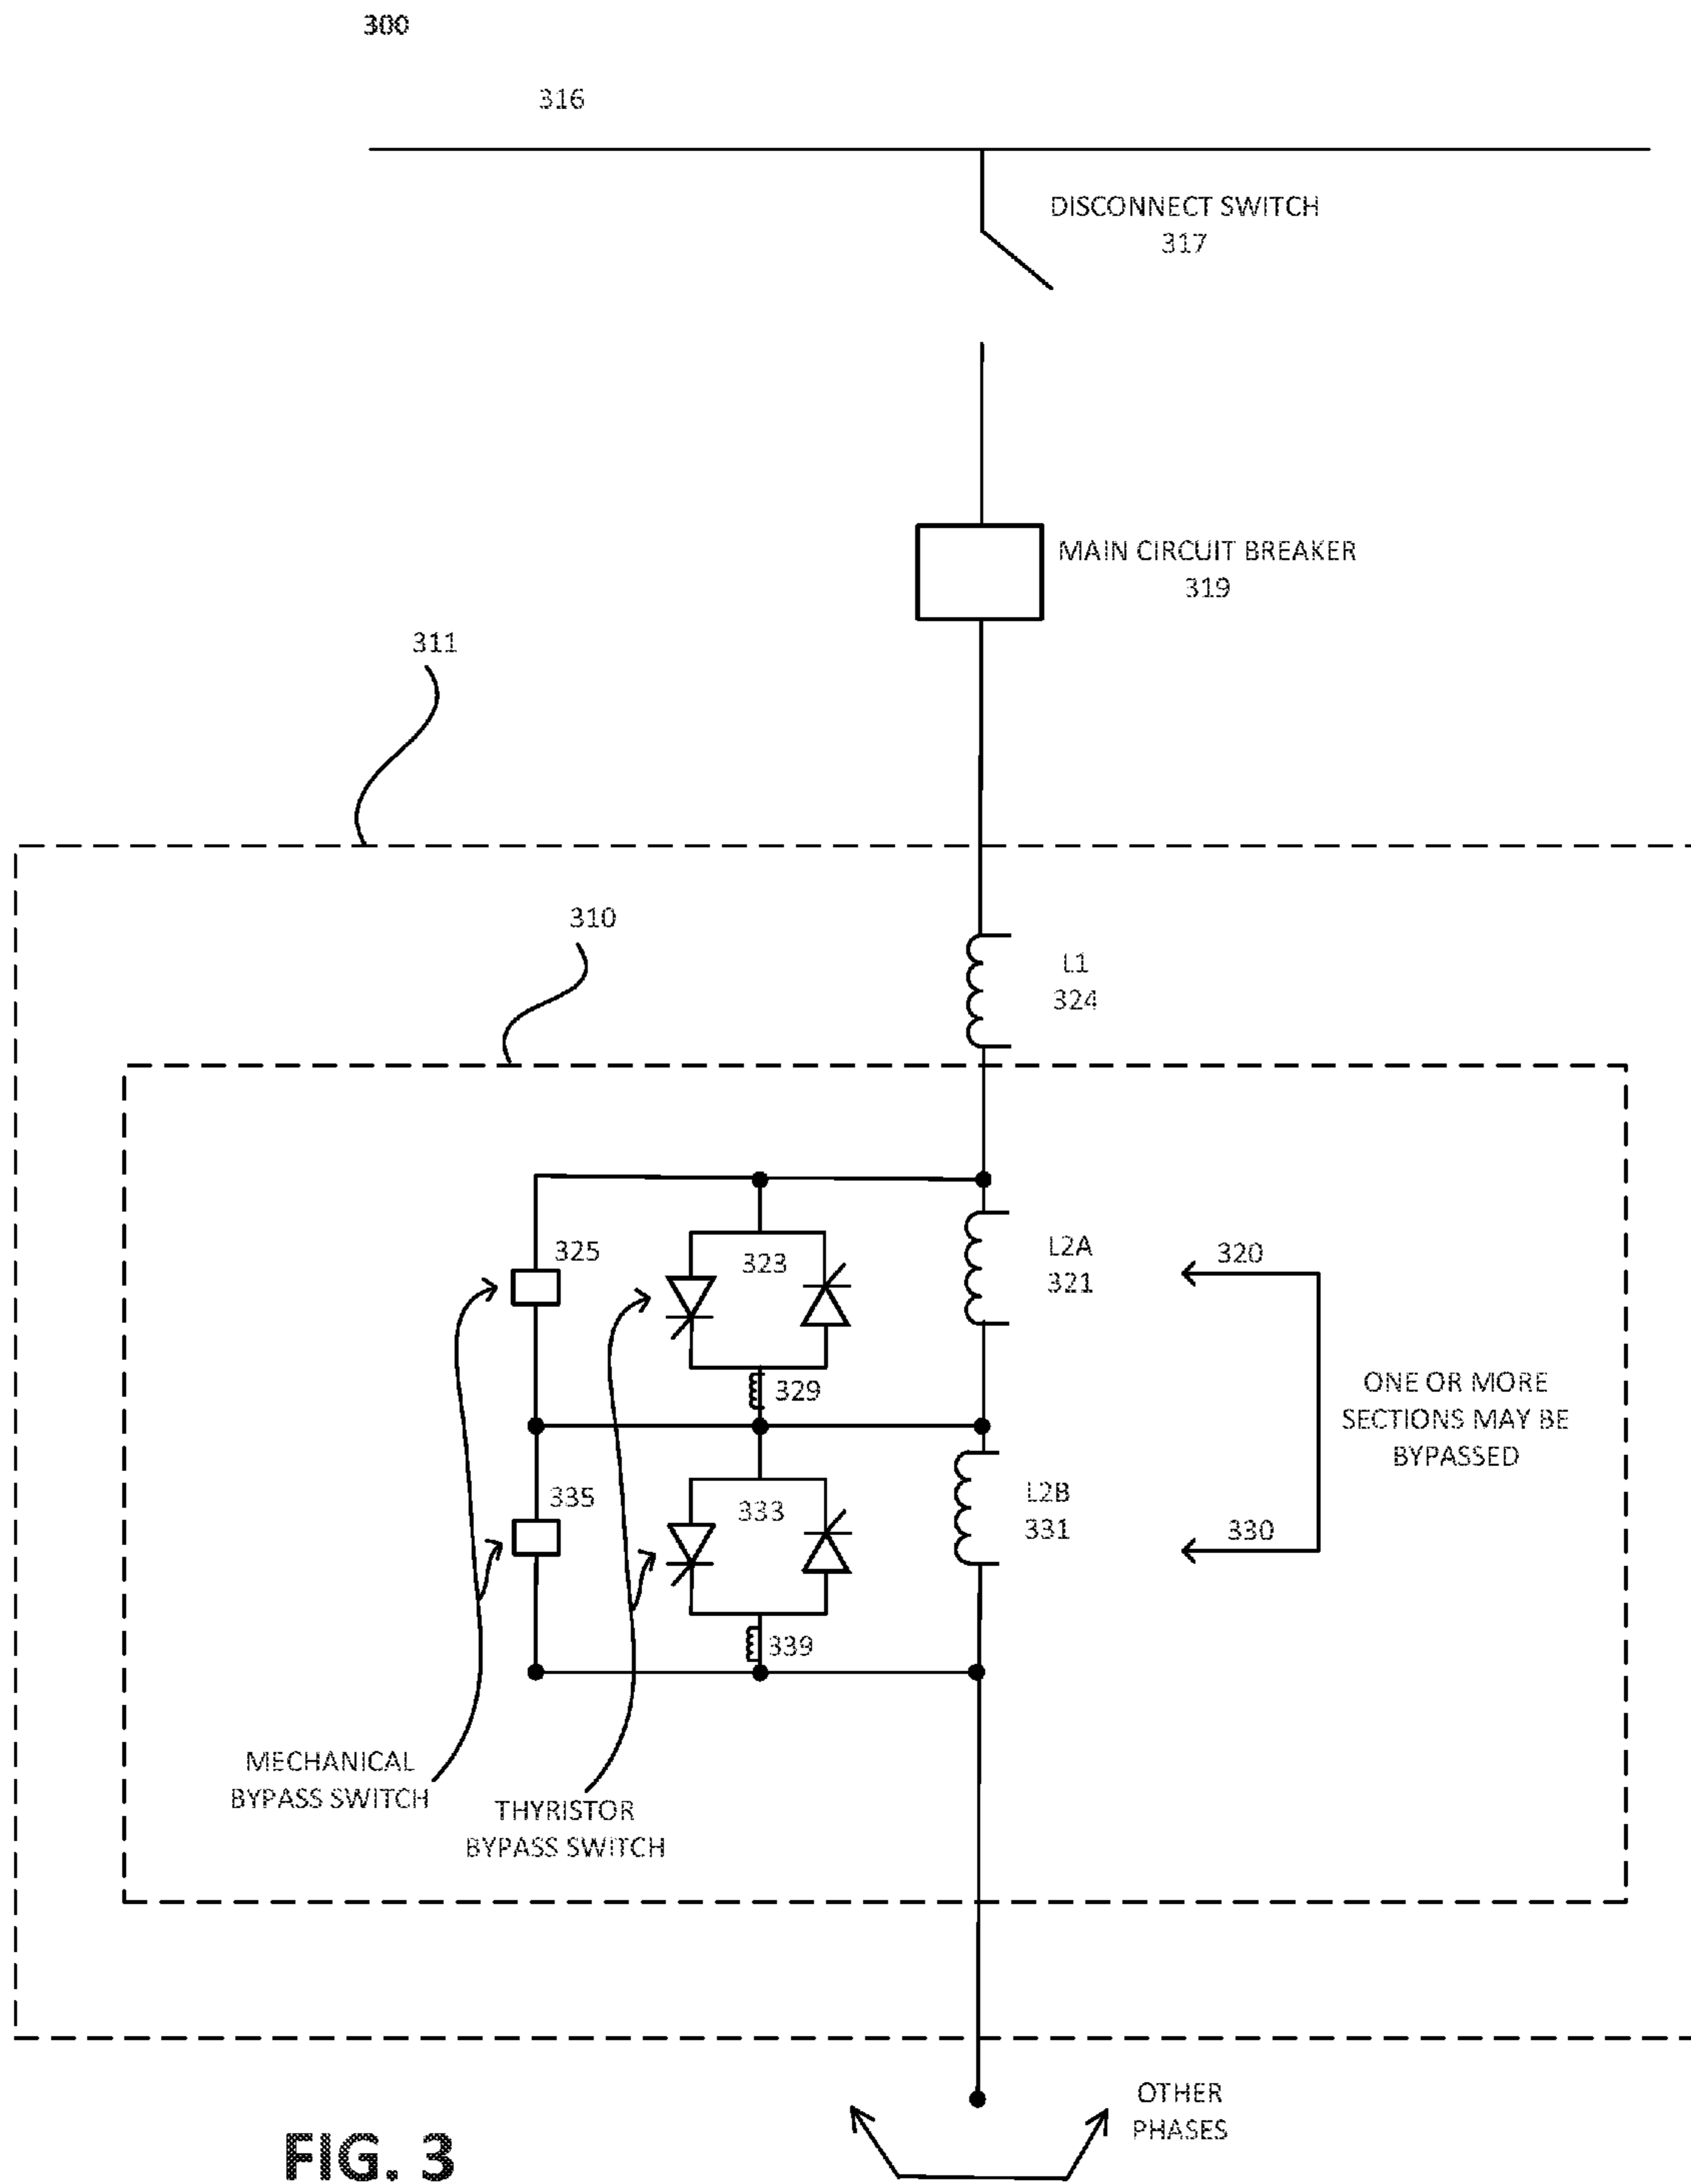 300
316
DISCONNECT SWITCH
317
MAIN CIRCUIT BREAKER
319
311
310
L1
324
325
323
L2A
321
320
329
ONE OR MORE
SECTIONS MAY BE
BYPASSED
335
333
L2B
331
330
339
MECHANICAL
BYPASS SWITCH
THYRISTOR
BYPASS SWITCH
OTHER
PHASES
FIG. 3